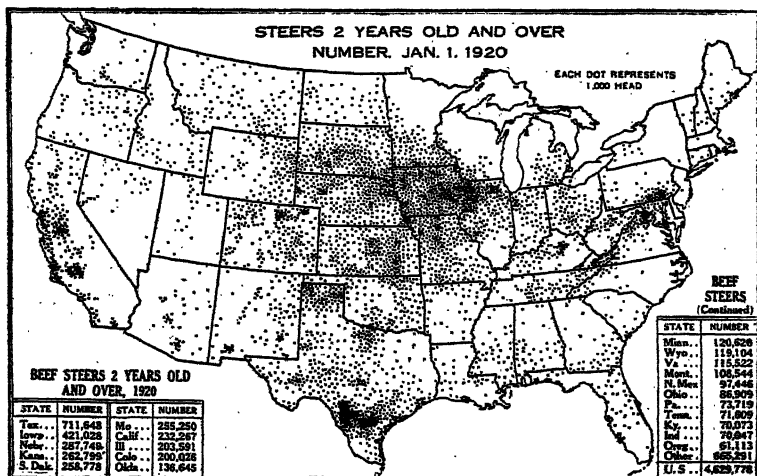 STEERS 2 YEARS OLD AND OVER
NUMBER, JAN. 1, 1920
EACH DOT REPRESENTS
1,000 HEAD
BEEF STEERS 2 YEARS OLD
AND OVER, 1920
STATE NUMBER STATE NUMBER
Tex... 711,648 Mo... 255,250
Iowa.. 421,028 Calif.. 232,267
Nebr.. 287,748 Ill 203,591
Kans.. 262,799 Colo.. 200,028
S. Dak. 258,778 Okla.. 136,645
BEEF
STEERS
(Continued)
STATE NUMBER
Minn.. 120,626
Wyo.. 119,104
Va... 115,522
Mont.. 108,544
N. Mex 97,446
Ohio.. 86,909
Pa... 73,719
Tenn. 71,809
Ky... 70,073
Ind... 70,047
Oreg.. 61,113
Other. 665,291
U.S.. 4,629,778